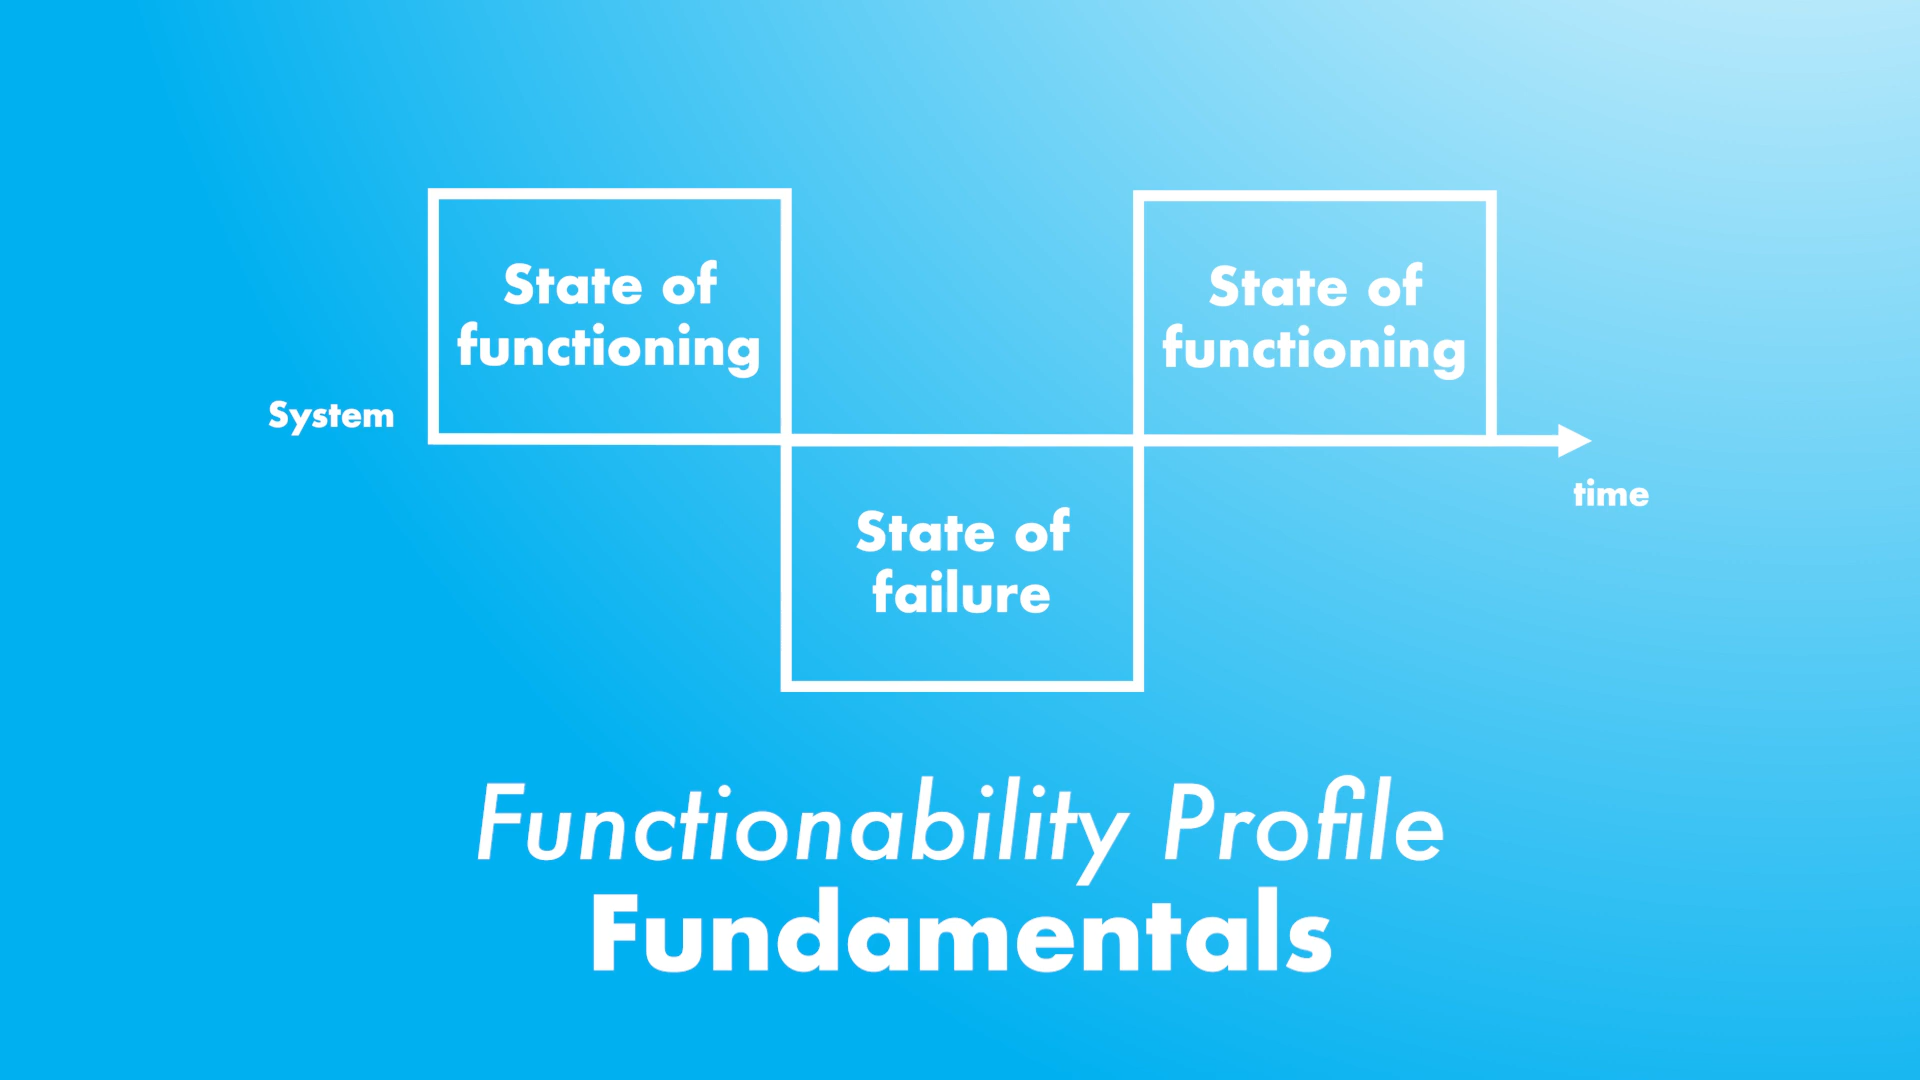 State of
functioning
State of
functioning
System
time
State of
failure
Functionability Profile
Fundamentals